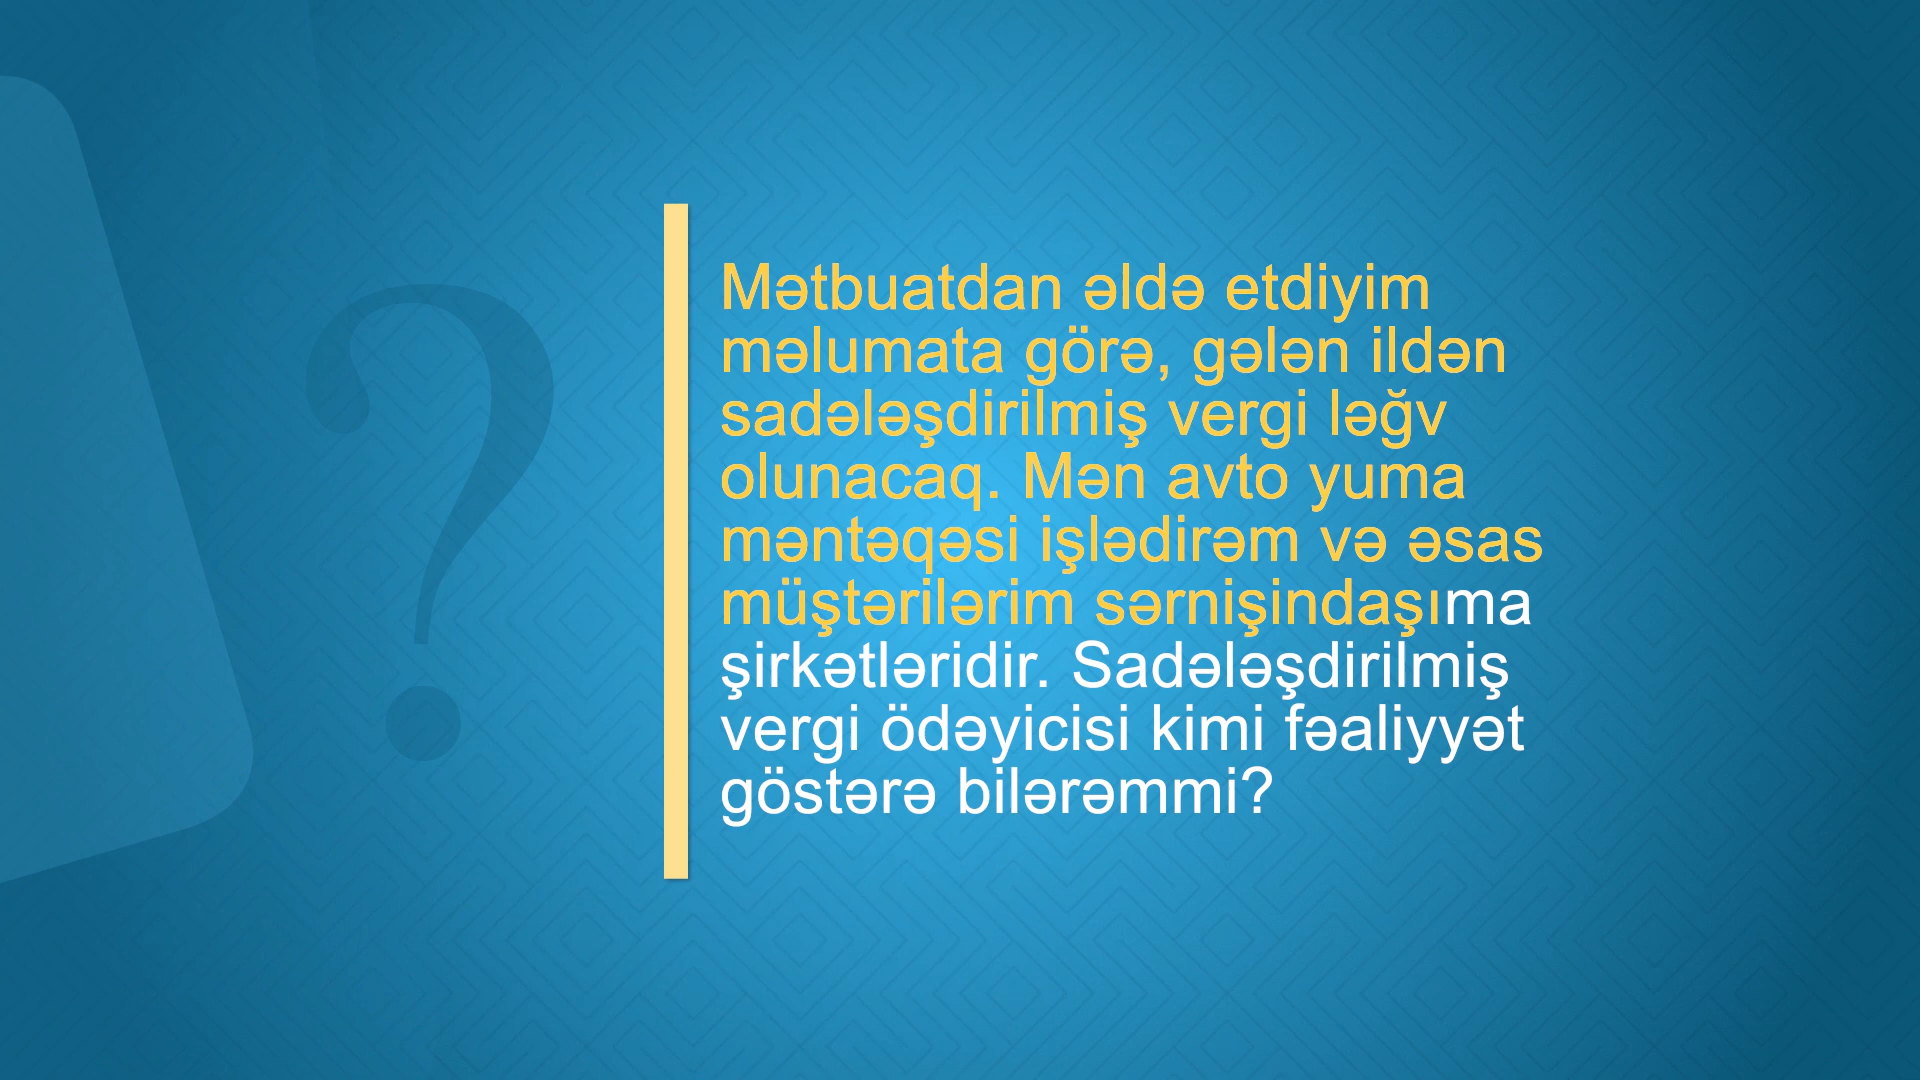 Mətbuatdan əldə etdiyim
məlumata görə, gələn ildən
sadələşdirilmiş vergi ləğv
olunacaq. Mən avto yuma
məntəqəsi işlədirəm və əsas
müştərilərim sərnişindaşıma
şirkətləridir. Sadələşdirilmiş
vergi ödəyicisi kimi fəaliyyət
göstərə bilərəmmi?